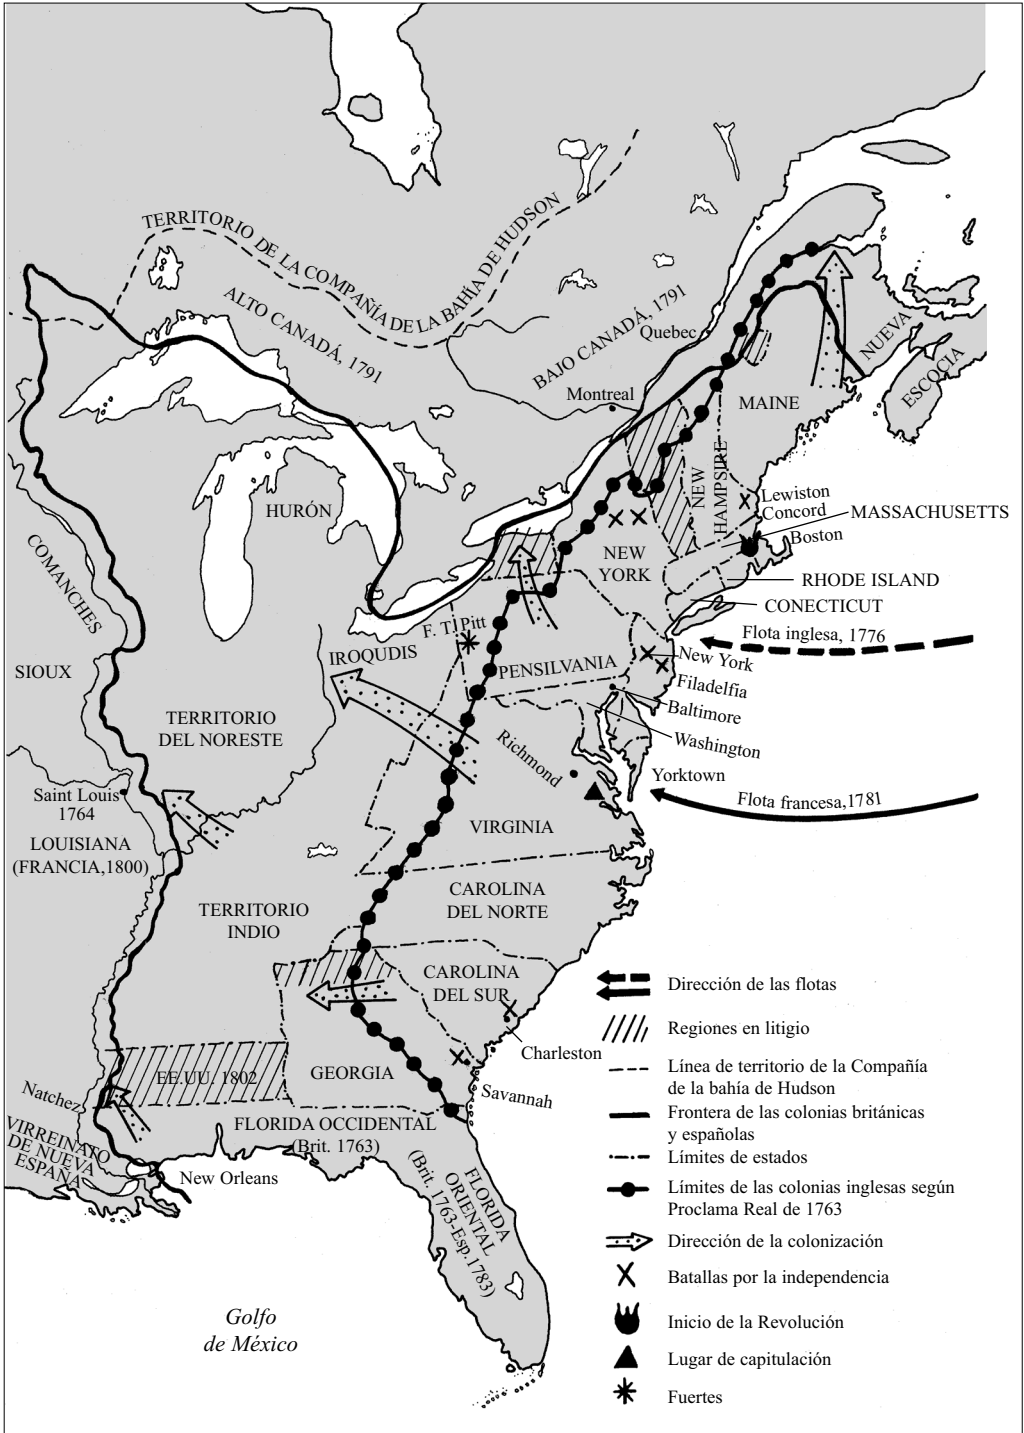 TERRITORIO DE LA COMPAÑÍA DE LA BAHÍA DE HUDSON
ALTO CANADÁ, 1791
BAJO CANADÁ, 1791
Quebec
Montreal
NUEVA
ESCOCIA
MAINE
HURÓN
NEW
HAMPSIRE
Lewiston
Concord
MASSACHUSETTS
Boston
COMANCHES
NEW
YORK
RHODE ISLAND
CONECTICUT
F. T. Pitt
Flota inglesa, 1776
IROQUDIS
SIOUX
PENSILVANIA
New York
Filadelfia
Baltimore
Washington
TERRITORIO
DEL NORESTE
Richmond
Yorktown
Flota francesa,1781
Saint Louis
1764
LOUISIANA
(FRANCIA,1800)
VIRGINIA
CAROLINA
DEL NORTE
TERRITORIO
INDIO
CAROLINA
DEL SUR
Charleston
EE.UU. 1802
GEORGIA
Savannah
Natchez
FLORIDA OCCIDENTAL
(Brit. 1763)
VIRREINATO
DE NUEVA
ESPAÑA
New Orleans
FLORIDA
ORIENTAL
(Brit. 1763-Esp.1783)
Golfo
de México
Dirección de las flotas
Regiones en litigio
Línea de territorio de la Compañía
de la bahía de Hudson
Frontera de las colonias británicas
y españolas
Límites de estados
Límites de las colonias inglesas según
Proclama Real de 1763
Dirección de la colonización
Batallas por la independencia
Inicio de la Revolución
Lugar de capitulación
Fuertes